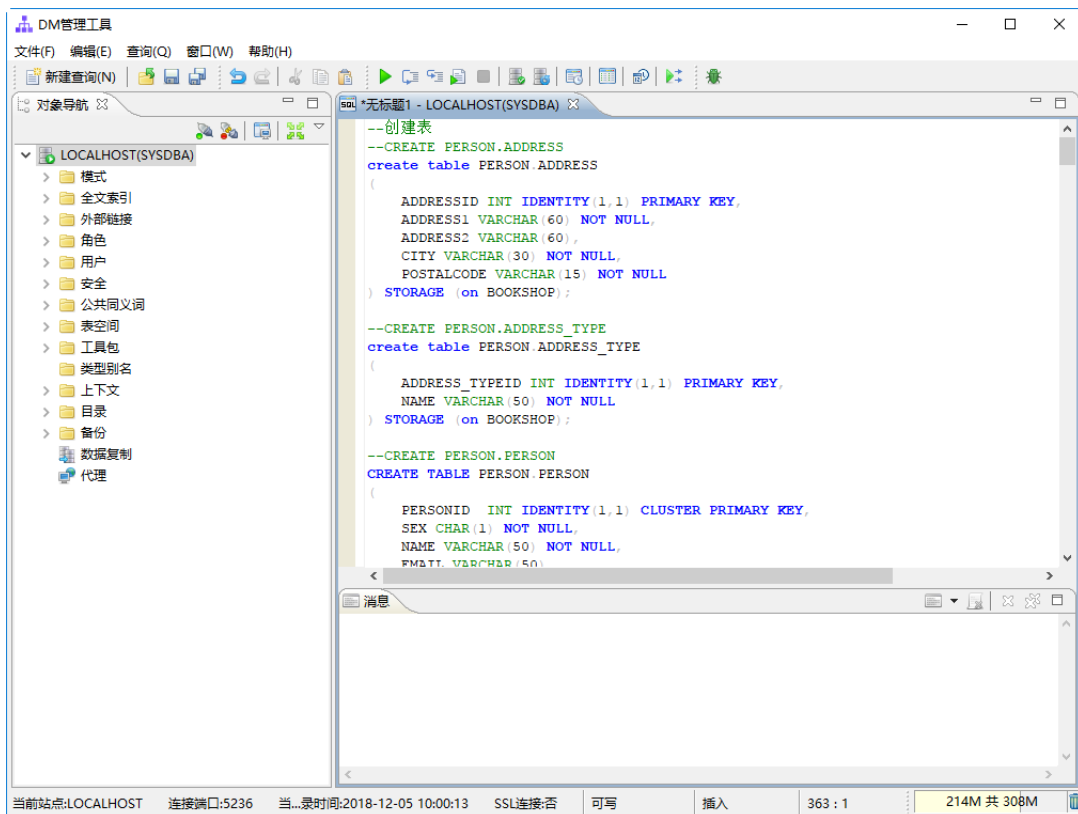 DM管理工具
文件(F) 编辑(E) 查询(Q) 窗口(W) 帮助(H)
新建查询(N)
对象导航
LOCALHOST(SYSDBA)
模式
全文索引
外部链接
角色
用户
安全
公共同义词
表空间
工具包
类型别名
上下文
目录
备份
数据复制
代理
SQL *无标题1 - LOCALHOST(SYSDBA)
--创建表
--CREATE PERSON.ADDRESS
create table PERSON.ADDRESS
(
ADDRESSID INT IDENTITY(1,1) PRIMARY KEY,
ADDRESS1 VARCHAR(60) NOT NULL,
ADDRESS2 VARCHAR(60),
CITY VARCHAR(30) NOT NULL,
POSTALCODE VARCHAR(15) NOT NULL
) STORAGE (on BOOKSHOP);
--CREATE PERSON.ADDRESS_TYPE
create table PERSON.ADDRESS_TYPE
(
ADDRESS_TYPEID INT IDENTITY(1,1) PRIMARY KEY,
NAME VARCHAR(50) NOT NULL
) STORAGE (on BOOKSHOP);
--CREATE PERSON.PERSON
CREATE TABLE PERSON.PERSON
(
PERSONID INT IDENTITY(1,1) CLUSTER PRIMARY KEY,
SEX CHAR(1) NOT NULL,
NAME VARCHAR(50) NOT NULL,
EMAIL VARCHAR(50)
消息
当前站点:LOCALHOST 连接端口:5236 当...录时间:2018-12-05 10:00:13 SSL连接:否 可写 插入 363 : 1 214M 共 308M